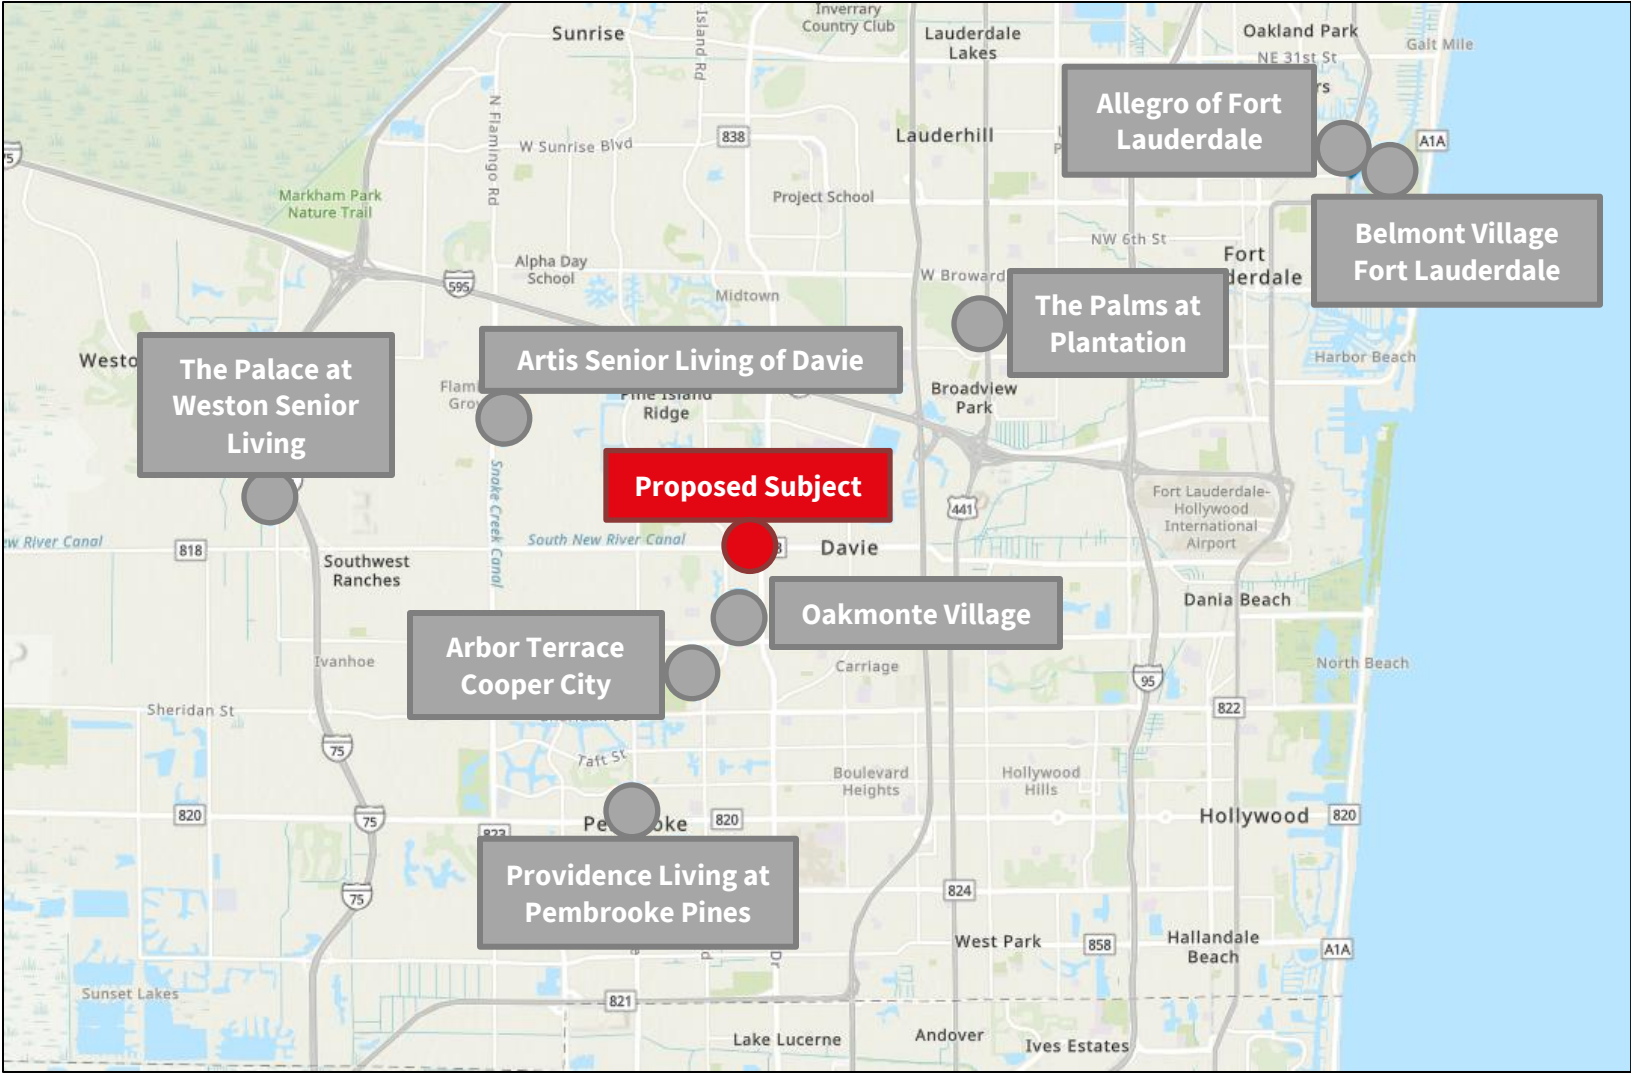 Sunrise
Island Rd
Inverrary
Country Club
Lauderdale
Lakes
Oakland Park
NE 31st St
Galt Mile
Allegro of Fort
Lauderdale
N Flamingo Rd
W Sunrise Blvd
838
Lauderhill
A1A
75
Markham Park
Nature Trail
Project School
Belmont Village
Fort Lauderdale
NW 6th St
Fort
Alpha Day
School
595
Midtown
W Broward
The Palms at
Plantation
Harbor Beach
The Palace at
Weston Senior
Living
Artis Senior Living of Davie
Pine Island
Ridge
Broadview
Park
Snake Creek Canal
Proposed Subject
441
Fort Lauderdale-
Hollywood
International
Airport
818
South New River Canal
Davie
Southwest
Ranches
Dania Beach
Oakmonte Village
Arbor Terrace
Cooper City
Ivanhoe
Carriage
North Beach
95
Sheridan St
822
75
Taft St
Boulevard
Heights
Hollywood
Hills
820
75
820
Hollywood
820
823
Providence Living at
Pembrooke Pines
75
824
West Park
858
Hallandale
Beach
A1A
Dr
Sunset Lakes
821
Lake Lucerne
Andover
Ives Estates